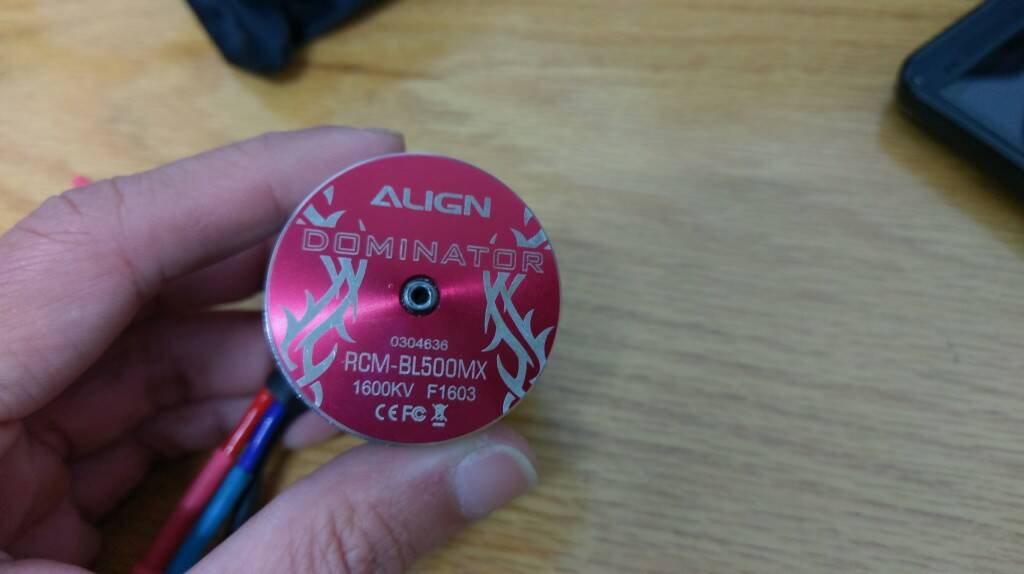 ALIGN
DOMINATOR
0304636
RCM-BL500MX
1600KV F1603
CE FC